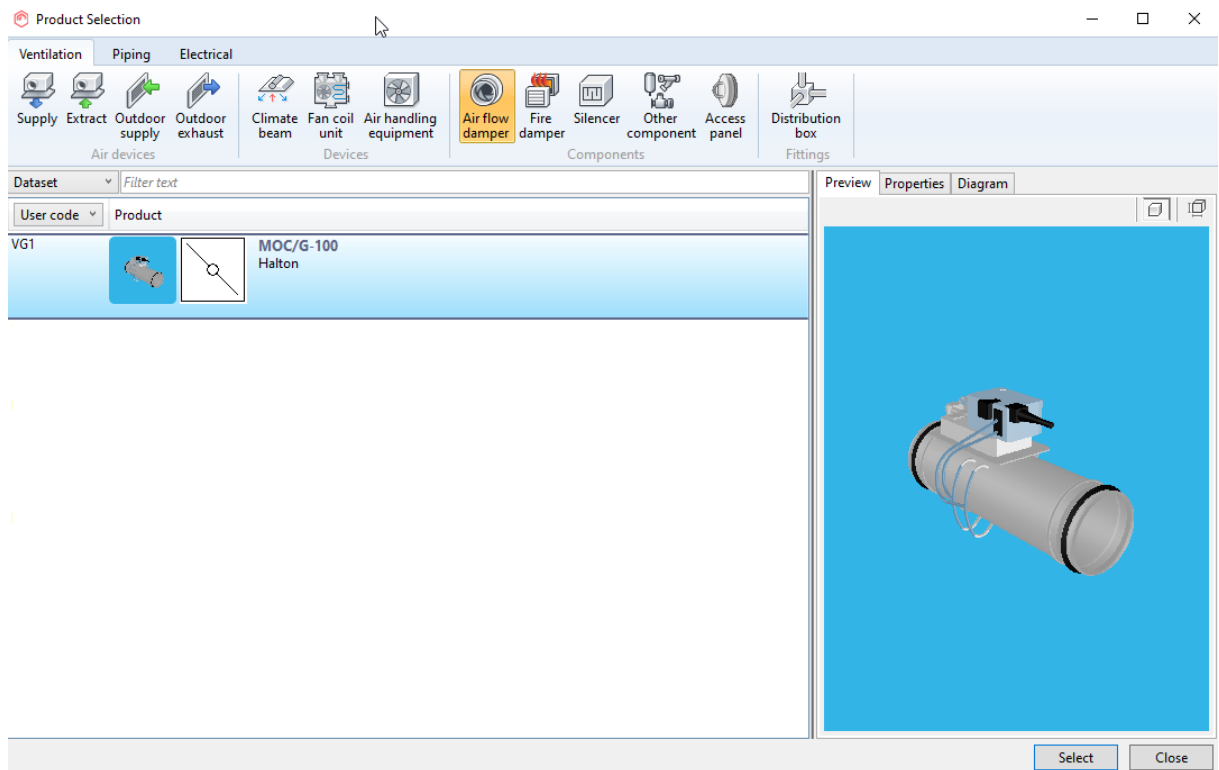 Product Selection
Ventilation Piping Electrical
Supply Extract Outdoor supply Outdoor exhaust Climate beam Fan coil unit Air handling equipment Air flow damper Fire damper Silencer Other component Access panel Distribution box
Air devices Devices Components Fittings
Dataset Filter text
Preview Properties Diagram
User code Product
VG1 MOC/G-100
Halton
Select Close